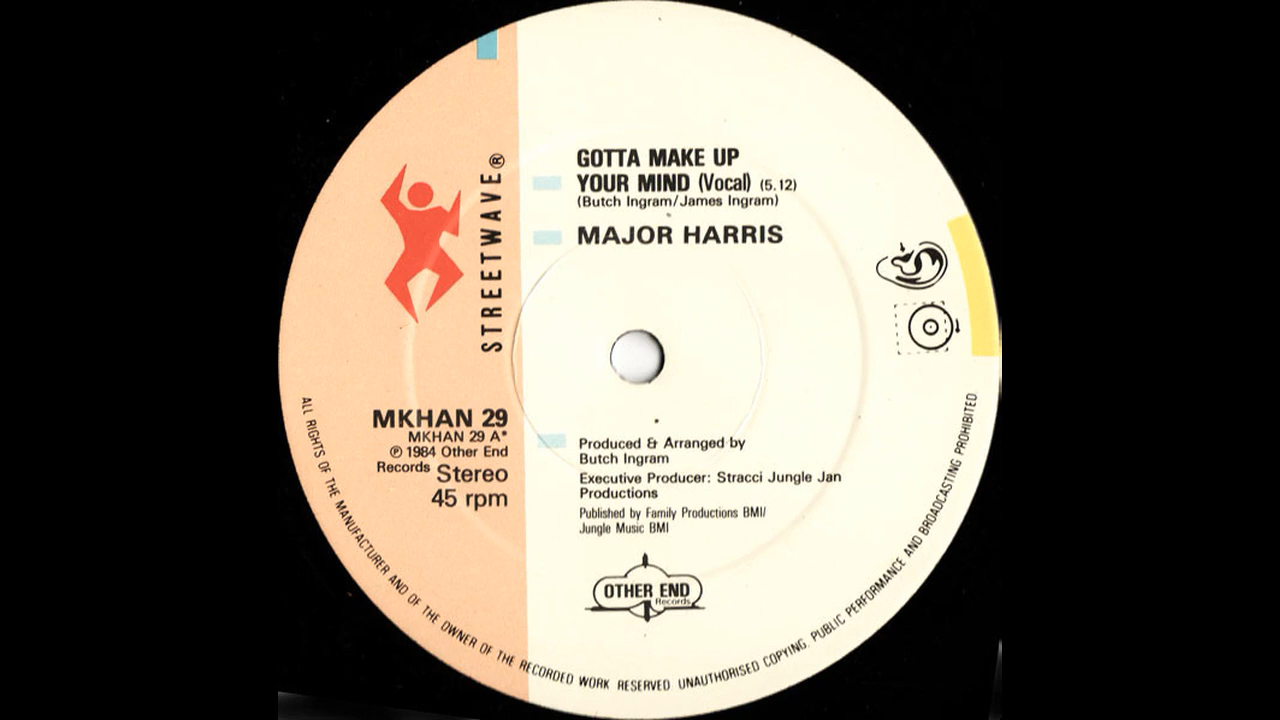 GOTTA MAKE UP
YOUR MIND (Vocal) (5.12)
(Butch Ingram/James Ingram)
MAJOR HARRIS
STREETWAVE®
MKHAN 29
MKHAN 29 A*
℗ 1984 Other End
Records Stereo
45 rpm
Produced & Arranged by
Butch Ingram
Executive Producer: Stracci Jungle Jan
Productions
Published by Family Productions BMI/
Jungle Music BMI
OTHER END
Records
ALL RIGHTS OF THE MANUFACTURER AND OF THE OWNER OF THE RECORDED WORK RESERVED UNAUTHORISED COPYING. PUBLIC PERFORMANCE AND BROADCASTING PROHIBITED